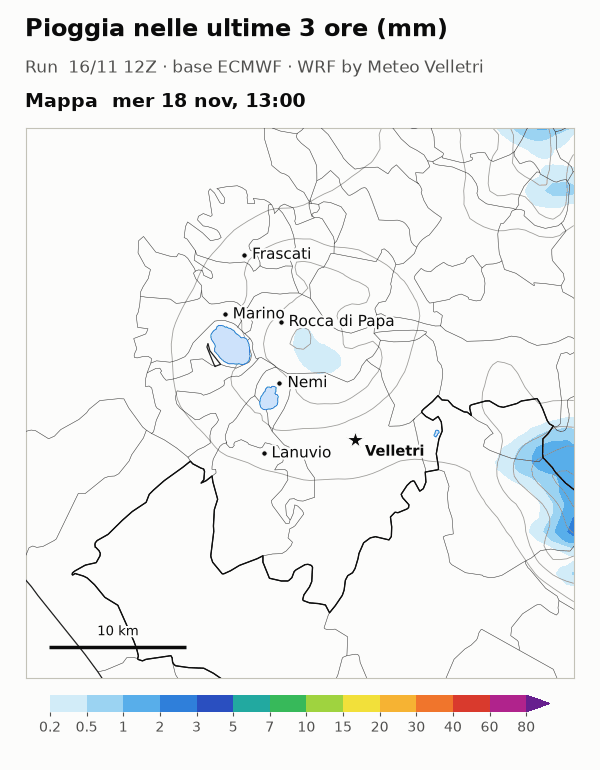 Pioggia nelle ultime 3 ore (mm)
Run  16/11 12Z · base ECMWF · WRF by Meteo Velletri
Mappa  mer 18 nov, 13:00
Frascati
Marino
Rocca di Papa
Nemi
Velletri
Lanuvio
10 km
0.2 0.5 1 2 3 5 7 10 15 20 30 40 60 80